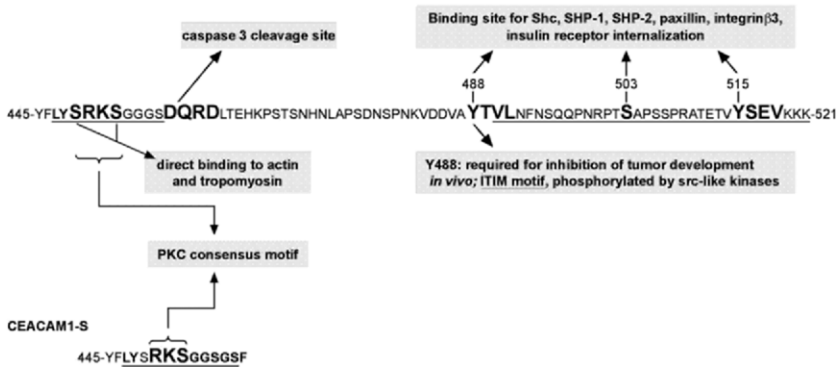 caspase 3 cleavage site
Binding site for Shc, SHP-1, SHP-2, paxillin, integrinβ3,
insulin receptor internalization
488
503
515
445-YFLYSRKSGGGSDQRDLTEHKPSTSNHNLAPSDNSPNKVDDVAYTVLNFNSQQPNRPTSAPSSPRATETVYSEVKKK-521
direct binding to actin
and tropomyosin
Y488: required for inhibition of tumor development
in vivo; ITIM motif, phosphorylated by src-like kinases
PKC consensus motif
CEACAM1-S
445-YFLYSRKSGGSGSF